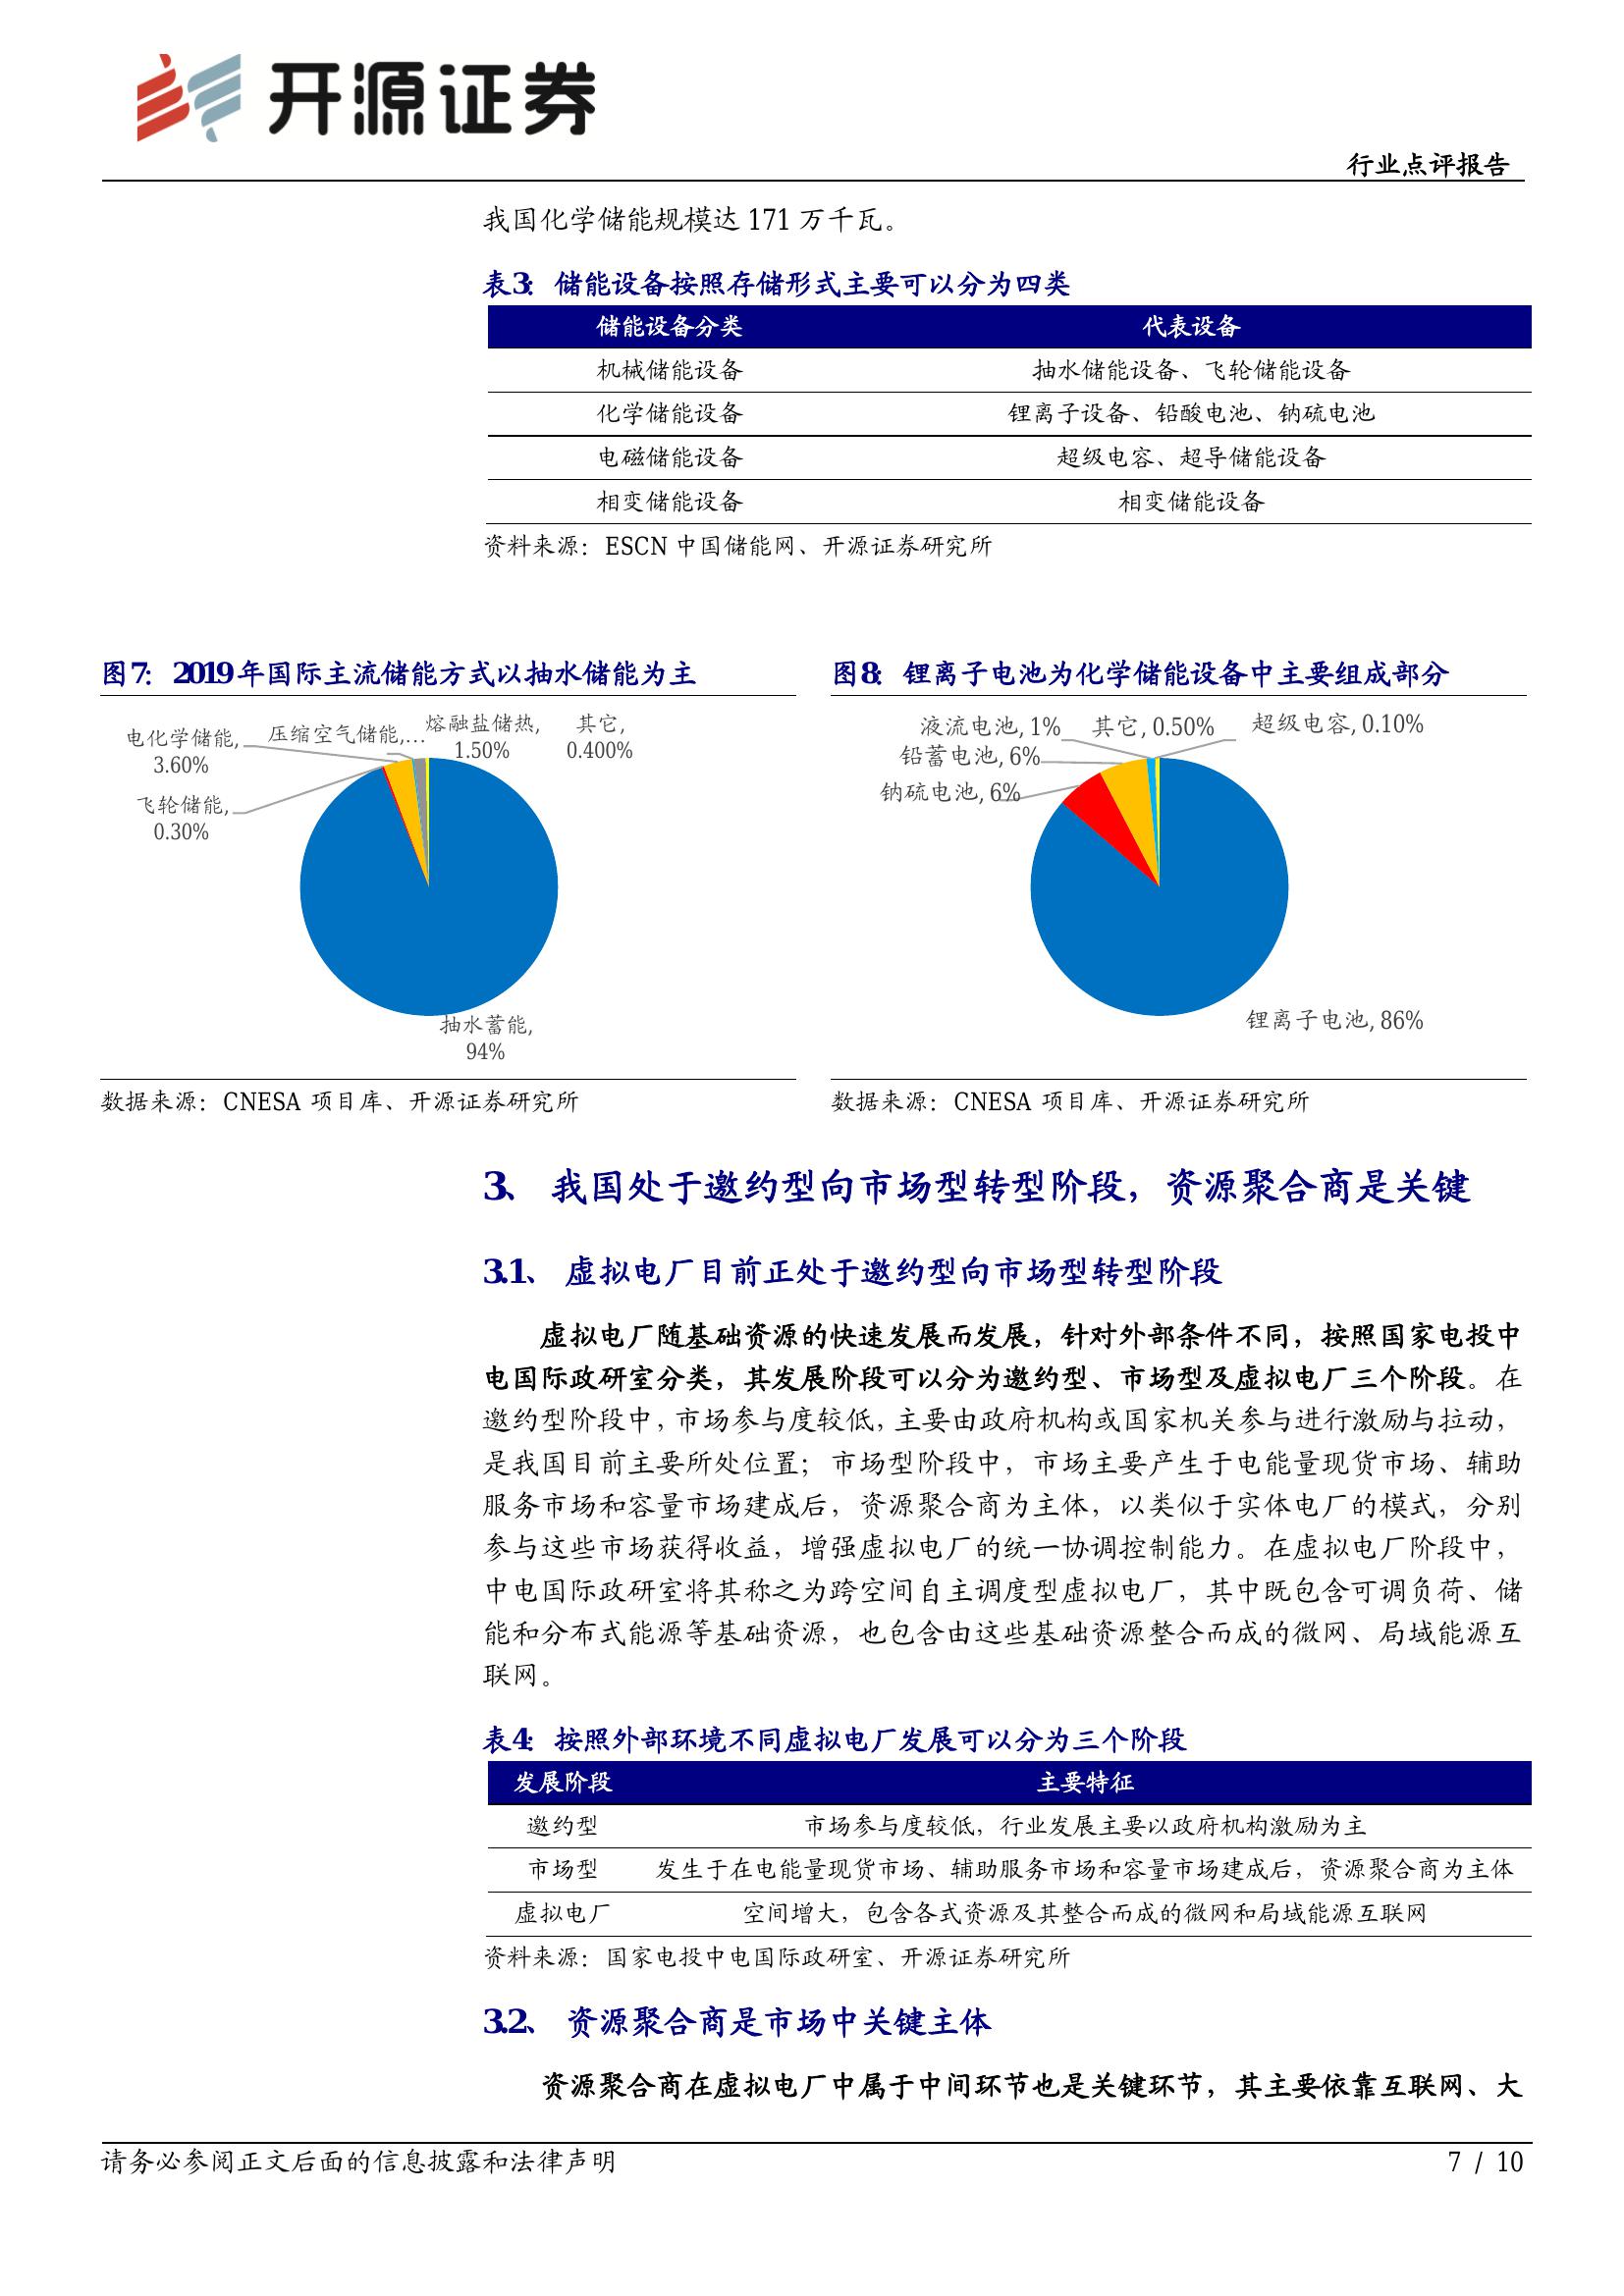 开源证券
行业点评报告
我国化学储能规模达 171 万千瓦。
表3：储能设备按照存储形式主要可以分为四类
储能设备分类 代表设备
机械储能设备 抽水储能设备、飞轮储能设备
化学储能设备 锂离子设备、铅酸电池、钠硫电池
电磁储能设备 超级电容、超导储能设备
相变储能设备 相变储能设备
资料来源：ESCN 中国储能网、开源证券研究所
图7：2019年国际主流储能方式以抽水储能为主
电化学储能,
3.60%
压缩空气储能,…
熔融盐储热,
1.50%
其它,
0.400%
飞轮储能,
0.30%
抽水蓄能,
94%
数据来源：CNESA 项目库、开源证券研究所
图8：锂离子电池为化学储能设备中主要组成部分
液流电池, 1%
其它, 0.50%
超级电容, 0.10%
铅蓄电池, 6%
钠硫电池, 6%
锂离子电池, 86%
数据来源：CNESA 项目库、开源证券研究所
3、 我国处于邀约型向市场型转型阶段，资源聚合商是关键
3.1、 虚拟电厂目前正处于邀约型向市场型转型阶段
虚拟电厂随基础资源的快速发展而发展，针对外部条件不同，按照国家电投中
电国际政研室分类，其发展阶段可以分为邀约型、市场型及虚拟电厂三个阶段。在
邀约型阶段中，市场参与度较低，主要由政府机构或国家机关参与进行激励与拉动，
是我国目前主要所处位置；市场型阶段中，市场主要产生于电能量现货市场、辅助
服务市场和容量市场建成后，资源聚合商为主体，以类似于实体电厂的模式，分别
参与这些市场获得收益，增强虚拟电厂的统一协调控制能力。在虚拟电厂阶段中，
中电国际政研室将其称之为跨空间自主调度型虚拟电厂，其中既包含可调负荷、储
能和分布式能源等基础资源，也包含由这些基础资源整合而成的微网、局域能源互
联网。
表4：按照外部环境不同虚拟电厂发展可以分为三个阶段
发展阶段 主要特征
邀约型 市场参与度较低，行业发展主要以政府机构激励为主
市场型 发生于在电能量现货市场、辅助服务市场和容量市场建成后，资源聚合商为主体
虚拟电厂 空间增大，包含各式资源及其整合而成的微网和局域能源互联网
资料来源：国家电投中电国际政研室、开源证券研究所
3.2、 资源聚合商是市场中关键主体
资源聚合商在虚拟电厂中属于中间环节也是关键环节，其主要依靠互联网、大
请务必参阅正文后面的信息披露和法律声明
7 / 10